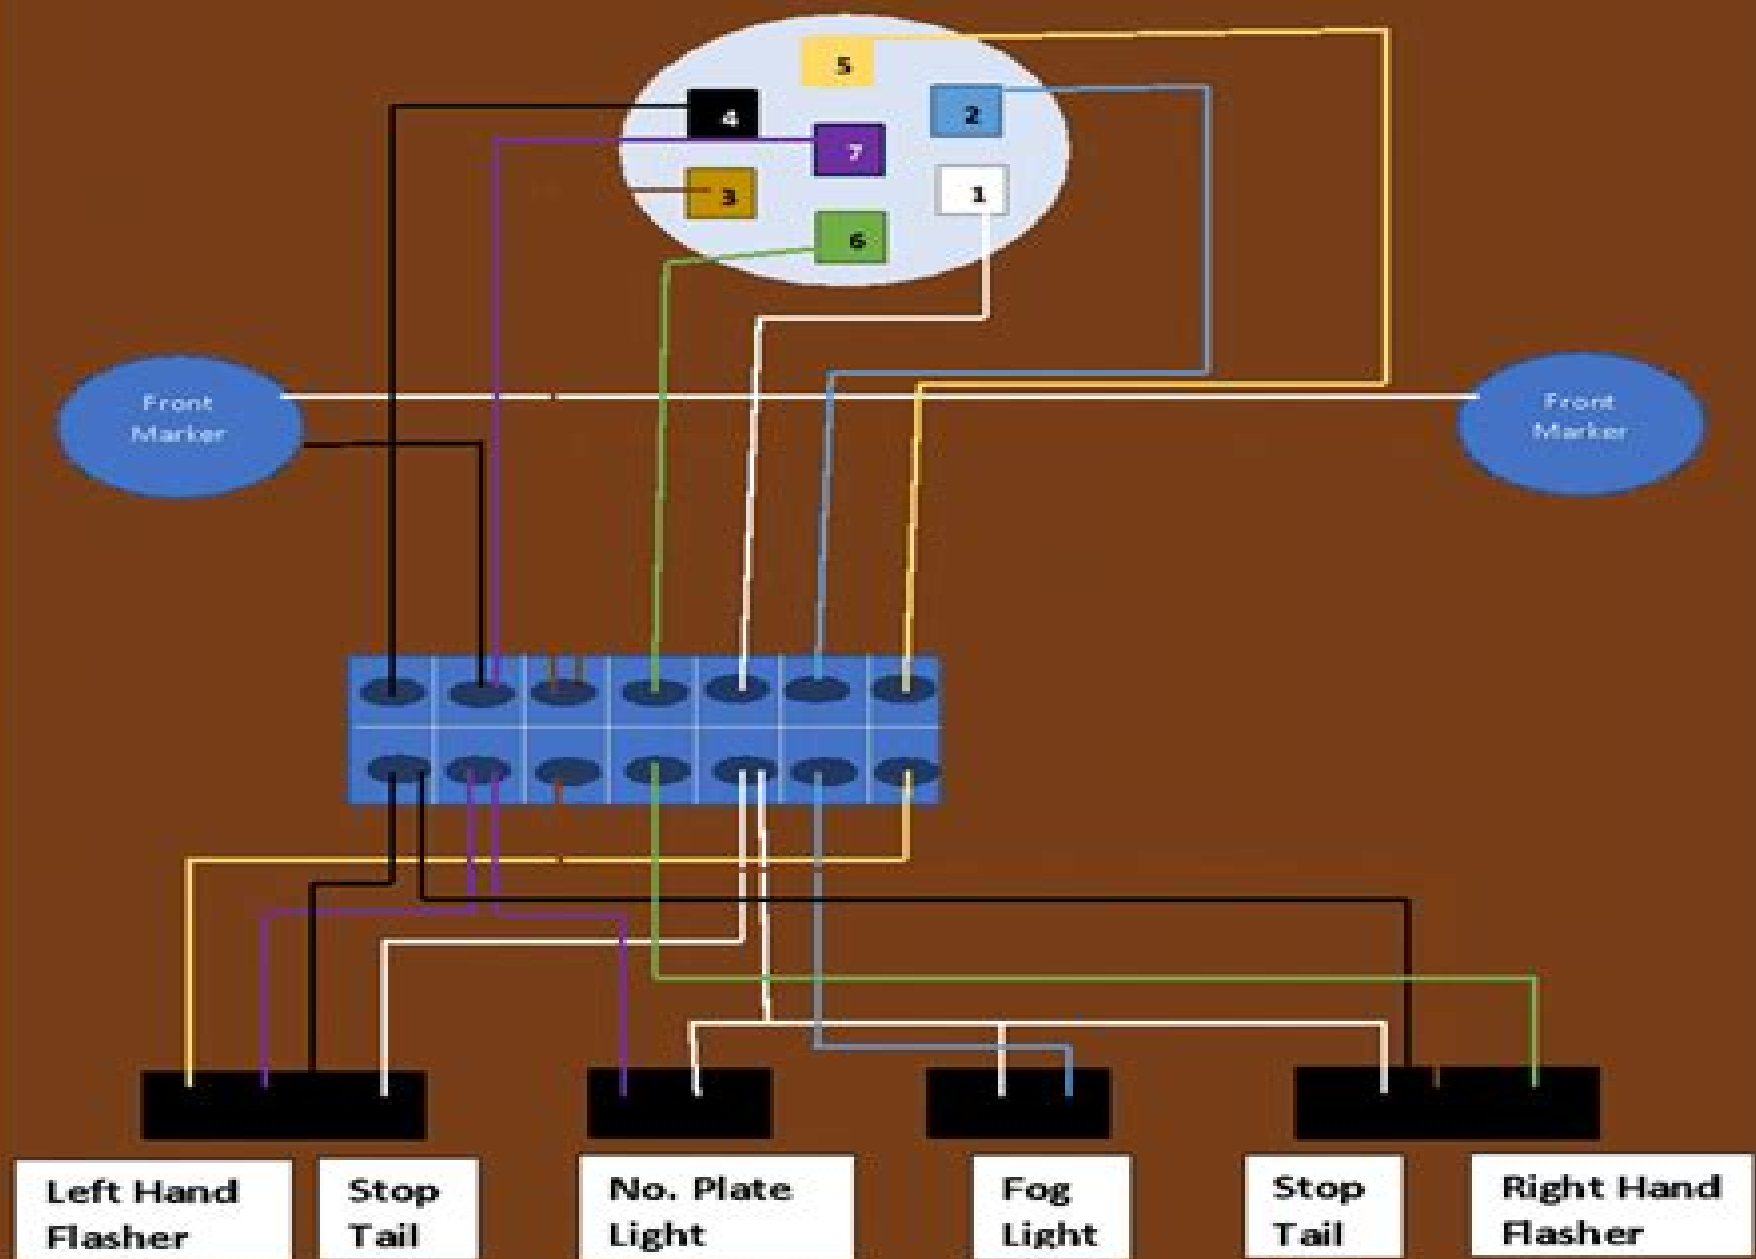 5
4
2
7
3
1
6
Front
Marker
Front
Marker
Left Hand
Flasher
Stop
Tail
No. Plate
Light
Fog
Light
Stop
Tail
Right Hand
Flasher